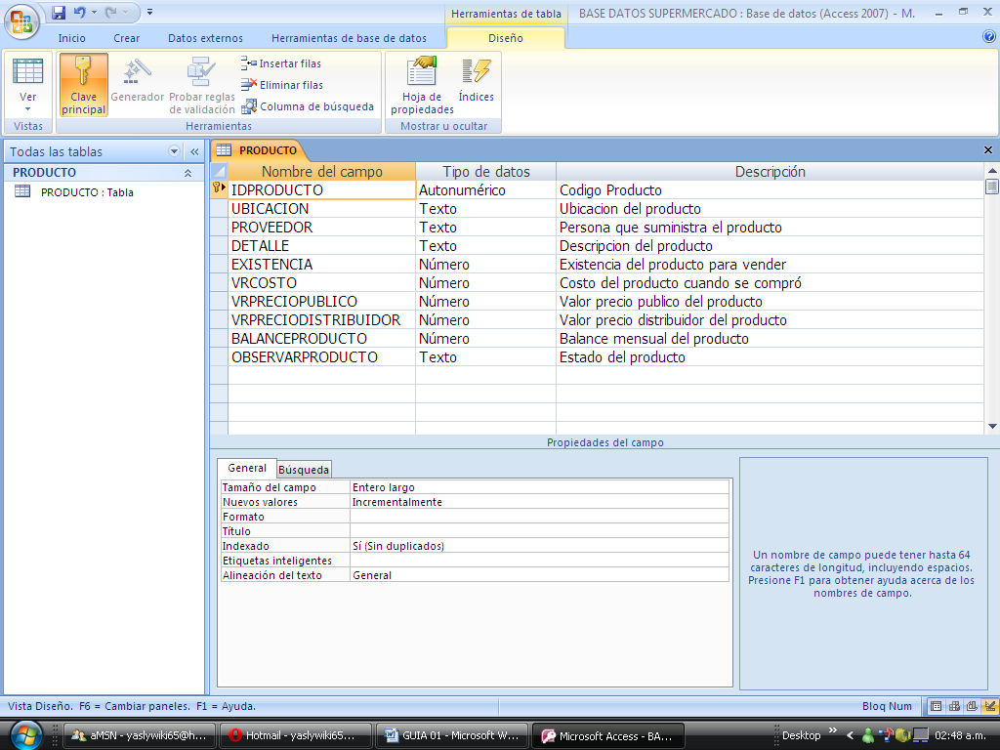 Herramientas de tabla
BASE DATOS SUPERMERCADO : Base de datos (Access 2007) - M.
Inicio
Crear
Datos externos
Herramientas de base de datos
Diseño
Ver
Clave principal
Generador
Probar reglas de validación
Insertar filas
Eliminar filas
Columna de búsqueda
Hoja de propiedades
Índices
Vistas
Herramientas
Mostrar u ocultar
Todas las tablas
«
PRODUCTO
PRODUCTO : Tabla
PRODUCTO
Nombre del campo Tipo de datos Descripción
IDPRODUCTO Autonumérico Codigo Producto
UBICACION Texto Ubicacion del producto
PROVEEDOR Texto Persona que suministra el producto
DETALLE Texto Descripcion del producto
EXISTENCIA Número Existencia del producto para vender
VRCOSTO Número Costo del producto cuando se compró
VRPRECIOPUBLICO Número Valor precio publico del producto
VRPRECIODISTRIBUIDOR Número Valor precio distribuidor del producto
BALANCEPRODUCTO Número Balance mensual del producto
OBSERVARPRODUCTO Texto Estado del producto
Propiedades del campo
General Búsqueda
Tamaño del campo Entero largo
Nuevos valores Incrementalmente
Formato
Título
Indexado Sí (Sin duplicados)
Etiquetas inteligentes
Alineación del texto General
Un nombre de campo puede tener hasta 64
caracteres de longitud, incluyendo espacios.
Presione F1 para obtener ayuda acerca de los
nombres de campo.
Vista Diseño. F6 = Cambiar paneles. F1 = Ayuda.
Bloq Num
aMSN - yaslywiki65@h...
Hotmail - yaslywiki65...
GUIA 01 - Microsoft W...
Microsoft Access - BA...
Desktop
02:48 a.m.